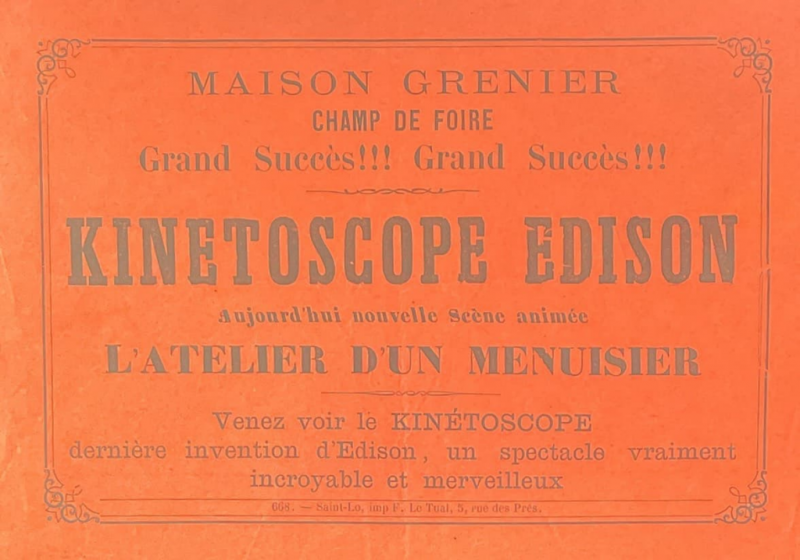 MAISON GRENIER
CHAMP DE FOIRE
Grand Succès!!! Grand Succès!!!
KINETOSCOPE EDISON
Aujourd'hui nouvelle Scène animée
L'ATELIER D'UN MENUISIER
Venez voir le KINÉTOSCOPE
dernière invention d'Edison, un spectacle vraiment
incroyable et merveilleux
668. — Saint-Lo, imp F. Le Tual, 5, rue des Prés.